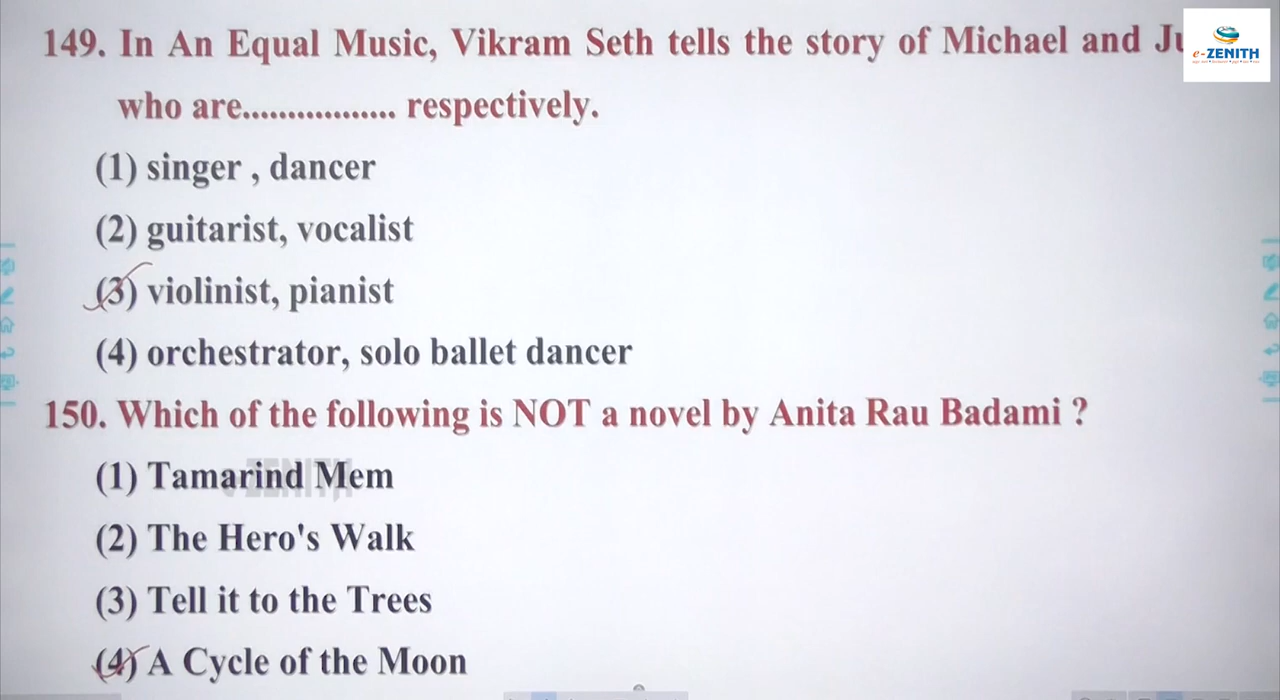 149. In An Equal Music, Vikram Seth tells the story of Michael and
e-ZENITH
who are................. respectively.
(1) singer , dancer
(2) guitarist, vocalist
(3) violinist, pianist
(4) orchestrator, solo ballet dancer
150. Which of the following is NOT a novel by Anita Rau Badami ?
(1) Tamarind Mem
(2) The Hero's Walk
(3) Tell it to the Trees
(4) A Cycle of the Moon